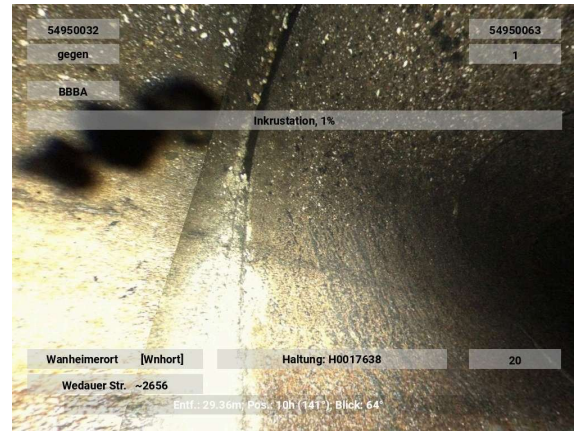 54950032
54950063
gegen
1
BBBA
Inkrustation, 1%
Wanheimerort [Wnhort]
Haltung: H0017638
20
Wedauer Str. ~2656
Entf.: 29.36m; Pos.: 10h (141°); Blick: 64°